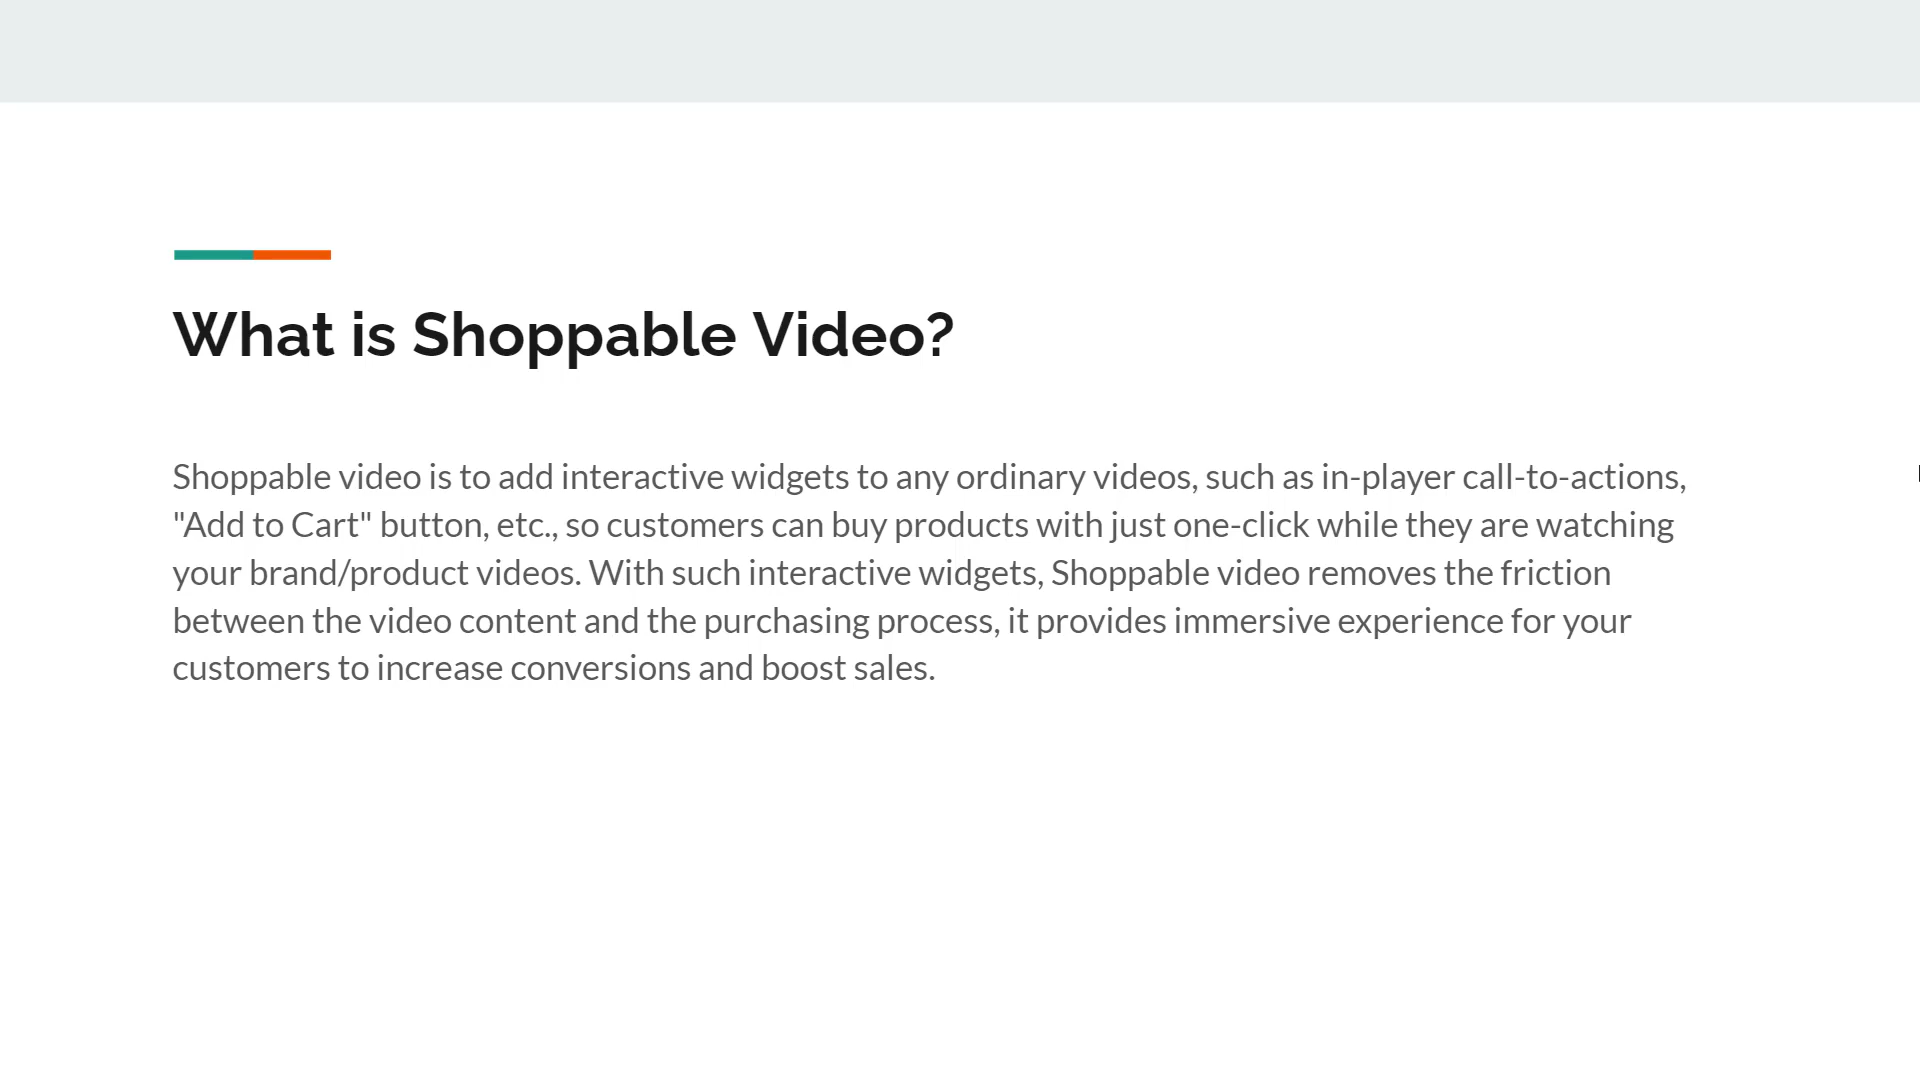 What is Shoppable Video?
Shoppable video is to add interactive widgets to any ordinary videos, such as in-player call-to-actions,
"Add to Cart" button, etc., so customers can buy products with just one-click while they are watching
your brand/product videos. With such interactive widgets, Shoppable video removes the friction
between the video content and the purchasing process, it provides immersive experience for your
customers to increase conversions and boost sales.